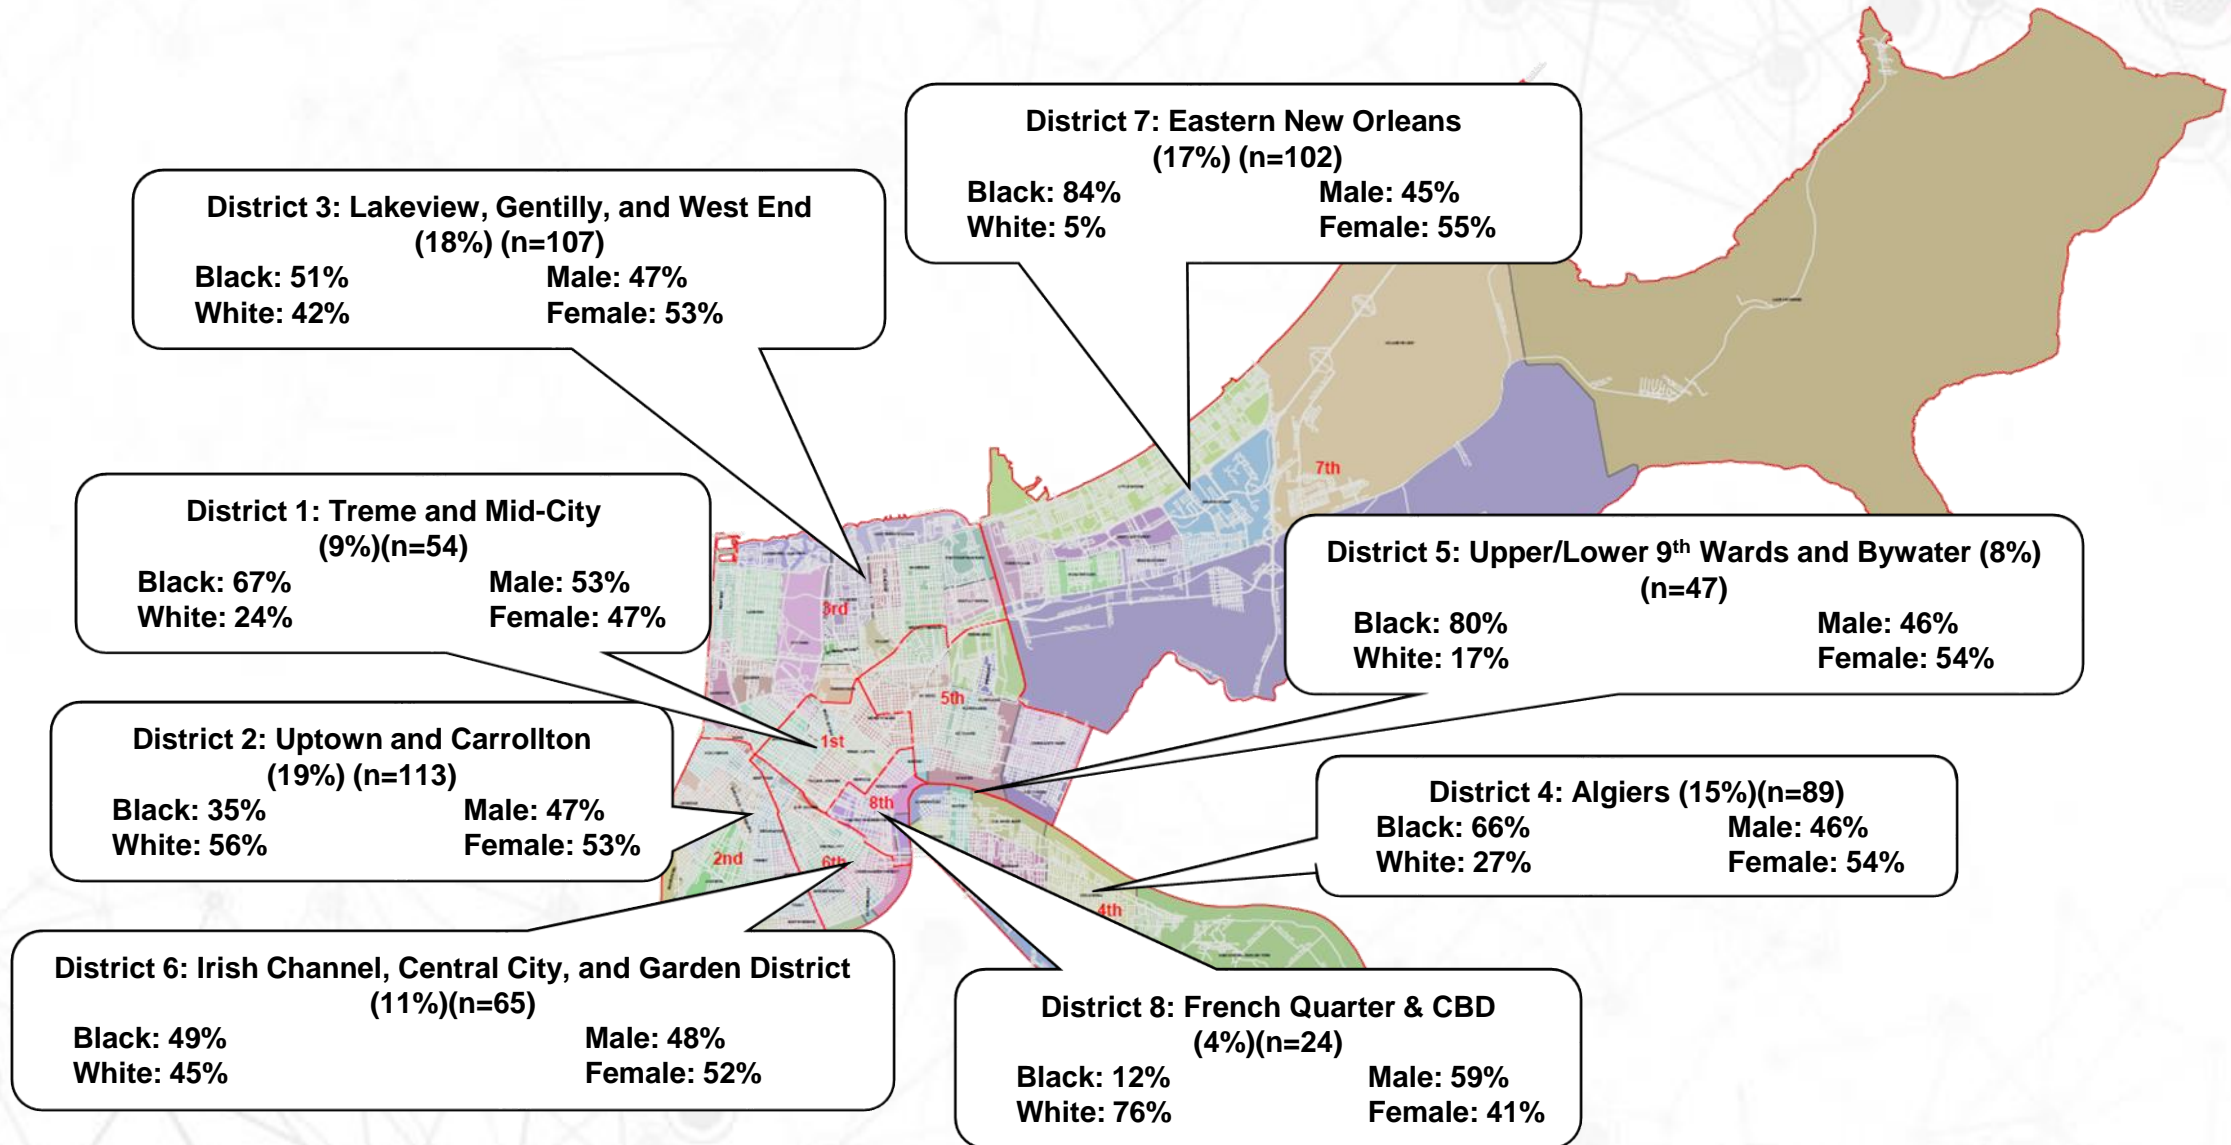 District 7: Eastern New Orleans
(17%) (n=102)
Black: 84% Male: 45%
White: 5% Female: 55%
District 3: Lakeview, Gentilly, and West End
(18%) (n=107)
Black: 51% Male: 47%
White: 42% Female: 53%
District 1: Treme and Mid-City
(9%)(n=54)
Black: 67% Male: 53%
White: 24% Female: 47%
District 5: Upper/Lower 9th Wards and Bywater (8%)
(n=47)
Black: 80% Male: 46%
White: 17% Female: 54%
District 2: Uptown and Carrollton
(19%) (n=113)
Black: 35% Male: 47%
White: 56% Female: 53%
District 4: Algiers (15%)(n=89)
Black: 66% Male: 46%
White: 27% Female: 54%
District 6: Irish Channel, Central City, and Garden District
(11%)(n=65)
Black: 49% Male: 48%
White: 45% Female: 52%
District 8: French Quarter & CBD
(4%)(n=24)
Black: 12% Male: 59%
White: 76% Female: 41%
7th
3rd
5th
1st
8th
2nd
6th
4th